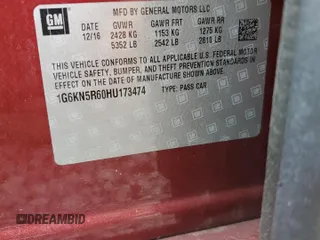 GM
MFD BY GENERAL MOTORS LLC
DATE GVWR GAWR FRT GAWR RR
12/16 2428 KG 1153 KG 1275 KG
5352 LB 2542 LB 2810 LB
THIS VEHICLE CONFORMS TO ALL APPLICABLE U.S. FEDERAL MOTOR
VEHICLE SAFETY, BUMPER, AND THEFT PREVENTION STANDARDS IN
EFFECT ON THE DATE OF MANUFACTURE SHOWN ABOVE.
1G6KN5R60HU173474 TYPE: PASS CAR
DREAMBID